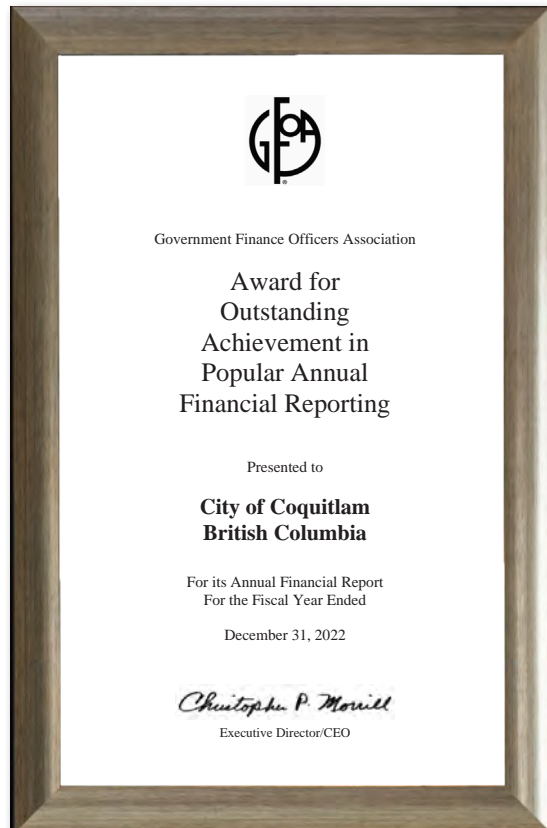 GFOA
Government Finance Officers Association
Award for
Outstanding
Achievement in
Popular Annual
Financial Reporting
Presented to
City of Coquitlam
British Columbia
For its Annual Financial Report
For the Fiscal Year Ended
December 31, 2022
Christopher P. Morrill
Executive Director/CEO